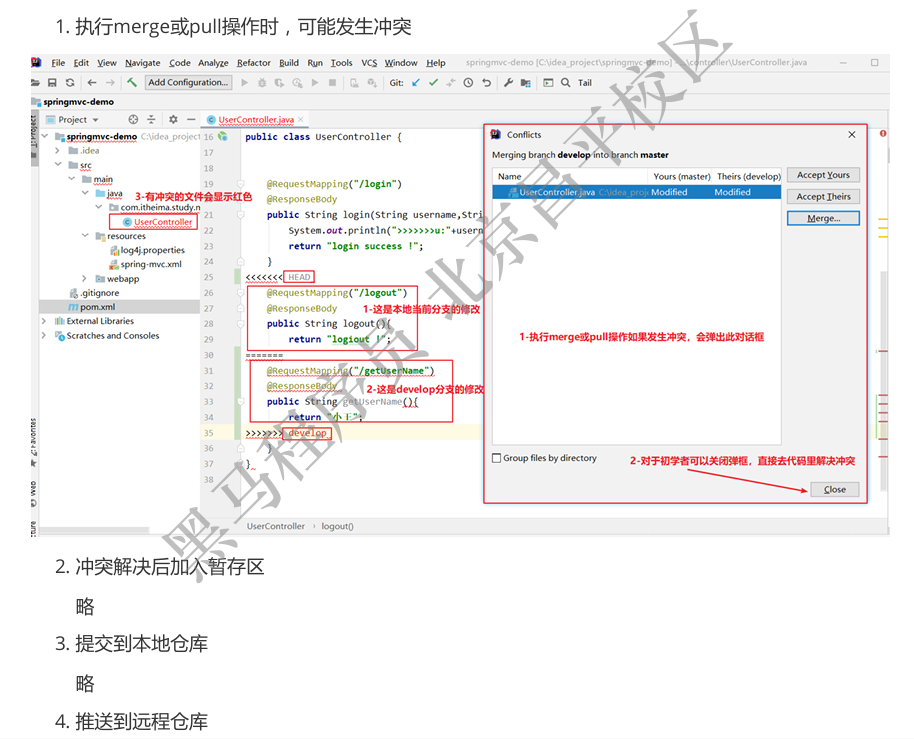 1. 执行merge或pull操作时，可能发生冲突
File Edit View Navigate Code Analyze Refactor Build Run Tools VCS Window Help springmvc-demo [C:\idea_project\springmvc-demo] - ...\controller\UserController.java
Add Configuration... Git: Tail
springmvc-demo
Project
UserController.java
springmvc-demo C:\idea_project
.idea
src
main
java
3-有冲突的文件会显示红色
com.itheima.study.n
UserController
resources
log4j.properties
spring-mvc.xml
webapp
.gitignore
pom.xml
External Libraries
Scratches and Consoles
16 public class UserController {
17
18
19 @RequestMapping("/login")
20 @ResponseBody
21 public String login(String username,Stri
22 System.out.println(">>>>>>>u:"+usern
23 return "login success !";
24 }
25 <<<<<<< HEAD
26 @RequestMapping("/logout")
27 @ResponseBody
1-这是本地当前分支的修改
28 public String logout(){
29 return "logiout !";
30 =======
31 @RequestMapping("/getUserName")
32 @ResponseBody
2-这是develop分支的修改
33 public String getUserName(){
34 return "小王";
35 >>>>>>> develop
36 }
37 }
38
UserController › logout()
Favorites
Web
Conflicts
Merging branch develop into branch master
Name Yours (master) Theirs (develop)
UserController.java C:\idea_proje Modified Modified
Accept Yours
Accept Theirs
Merge...
1-执行merge或pull操作如果发生冲突，会弹出此对话框
Group files by directory
2-对于初学者可以关闭弹框，直接去代码里解决冲突
Close
黑马程序员 北京昌平校区
2. 冲突解决后加入暂存区
略
3. 提交到本地仓库
略
4. 推送到远程仓库